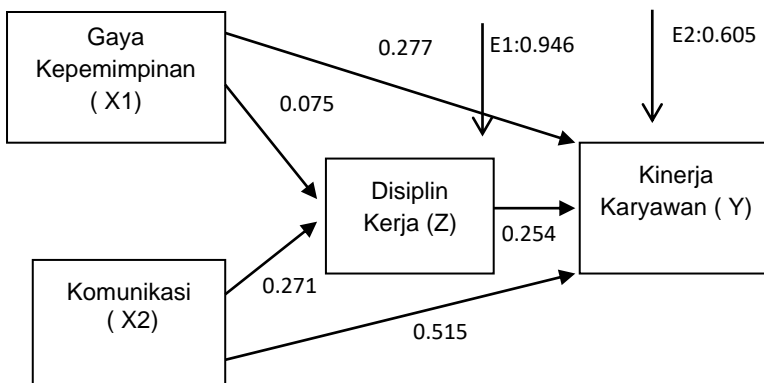 Gaya
Kepemimpinan
( X1)
0.277
E1:0.946
E2:0.605
0.075
Disiplin
Kerja (Z)
0.254
Kinerja
Karyawan ( Y)
Komunikasi
( X2)
0.271
0.515